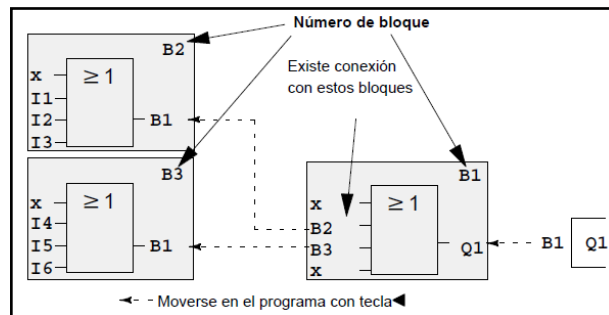 Número de bloque
B2
x
≥ 1
I1
I2
B1
I3
Existe conexión
con estos bloques
B3
x
≥ 1
I4
I5
B1
I6
B1
x
≥ 1
B2
B3
Q1
x
B1
Q1
Moverse en el programa con tecla◄